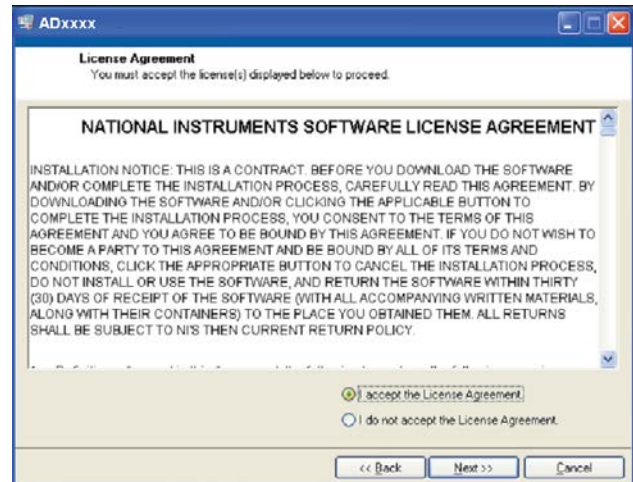 ADxxxx
License Agreement
You must accept the license(s) displayed below to proceed.
NATIONAL INSTRUMENTS SOFTWARE LICENSE AGREEMENT
INSTALLATION NOTICE: THIS IS A CONTRACT. BEFORE YOU DOWNLOAD THE SOFTWARE
AND/OR COMPLETE THE INSTALLATION PROCESS, CAREFULLY READ THIS AGREEMENT. BY
DOWNLOADING THE SOFTWARE AND/OR CLICKING THE APPLICABLE BUTTON TO
COMPLETE THE INSTALLATION PROCESS, YOU CONSENT TO THE TERMS OF THIS
AGREEMENT AND YOU AGREE TO BE BOUND BY THIS AGREEMENT. IF YOU DO NOT WISH TO
BECOME A PARTY TO THIS AGREEMENT AND BE BOUND BY ALL OF ITS TERMS AND
CONDITIONS, CLICK THE APPROPRIATE BUTTON TO CANCEL THE INSTALLATION PROCESS,
DO NOT INSTALL OR USE THE SOFTWARE, AND RETURN THE SOFTWARE WITHIN THIRTY
(30) DAYS OF RECEIPT OF THE SOFTWARE (WITH ALL ACCOMPANYING WRITTEN MATERIALS,
ALONG WITH THEIR CONTAINERS) TO THE PLACE YOU OBTAINED THEM. ALL RETURNS
SHALL BE SUBJECT TO NI'S THEN CURRENT RETURN POLICY.
I accept the License Agreement.
I do not accept the License Agreement.
<< Back Next >> Cancel